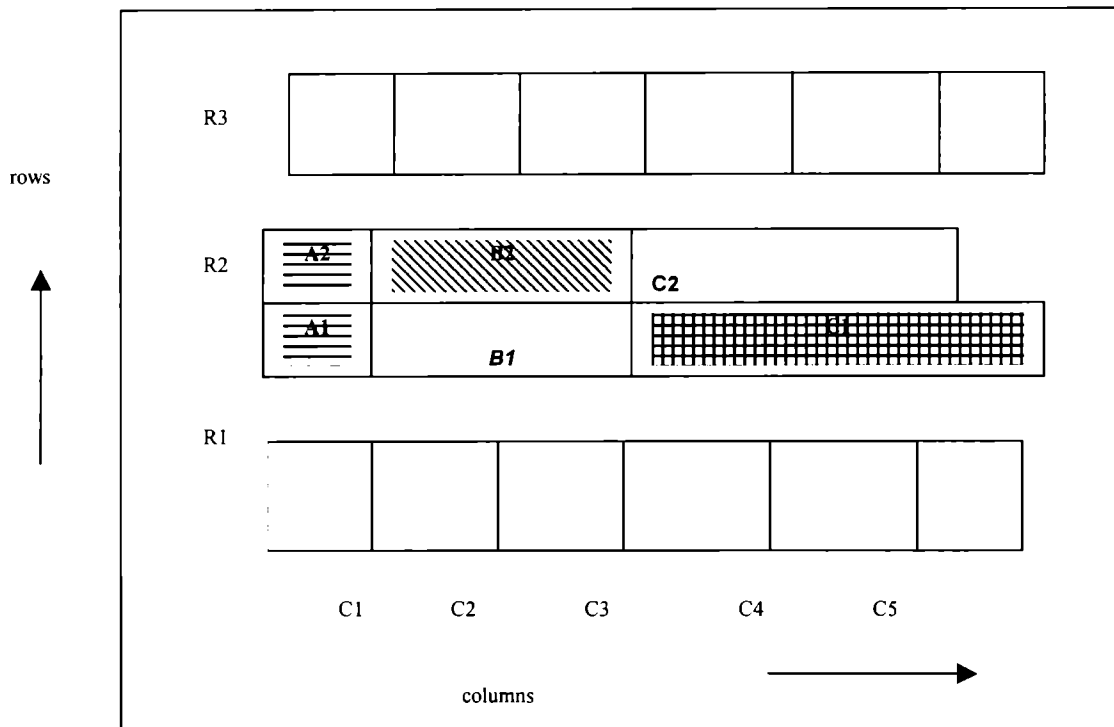 R3
rows
A2 B2
R2
C2
A1 C1
B1
R1
C1 C2 C3 C4 C5
columns